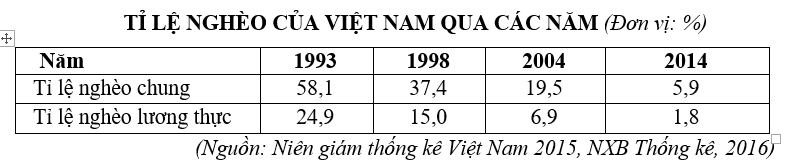 TỈ LỆ NGHÈO CỦA VIỆT NAM QUA CÁC NĂM (Đơn vị: %)
Năm 1993 1998 2004 2014
Tỉ lệ nghèo chung 58,1 37,4 19,5 5,9
Tỉ lệ nghèo lương thực 24,9 15,0 6,9 1,8
(Nguồn: Niên giám thống kê Việt Nam 2015, NXB Thống kê, 2016)